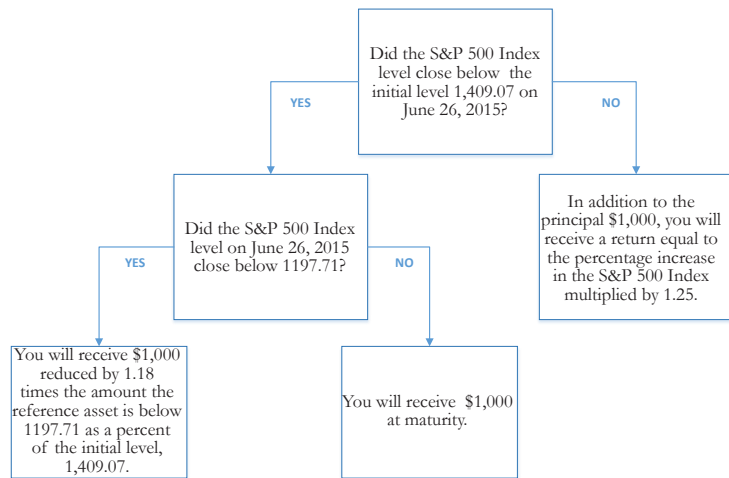 Did the S&P 500 Index
level close below the
initial level 1,409.07 on
June 26, 2015?
YES
NO
Did the S&P 500 Index
level on June 26, 2015
close below 1197.71?
In addition to the
principal $1,000, you will
receive a return equal to
the percentage increase
in the S&P 500 Index
multiplied by 1.25.
YES
NO
You will receive $1,000
reduced by 1.18
times the amount the
reference asset is below
1197.71 as a percent
of the initial level,
1,409.07.
You will receive $1,000
at maturity.